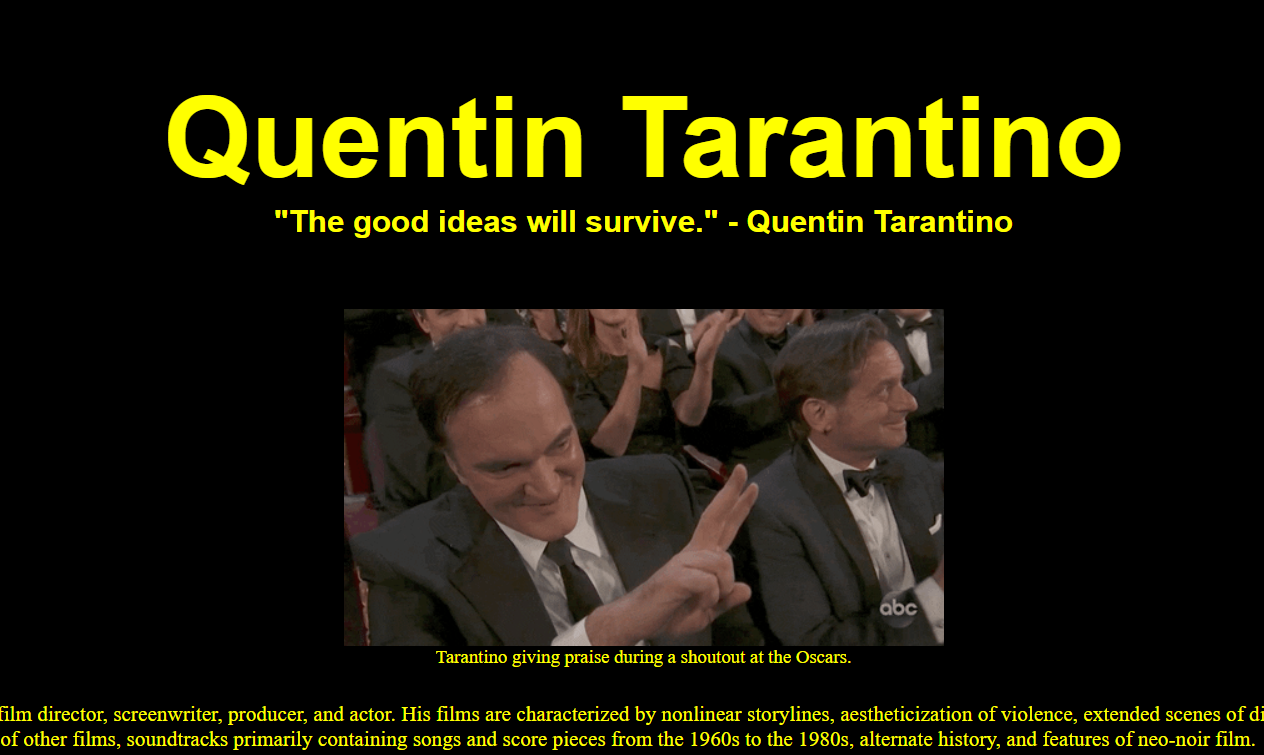 Quentin Tarantino
"The good ideas will survive." - Quentin Tarantino
abc
Tarantino giving praise during a shoutout at the Oscars.
film director, screenwriter, producer, and actor. His films are characterized by nonlinear storylines, aestheticization of violence, extended scenes of di
of other films, soundtracks primarily containing songs and score pieces from the 1960s to the 1980s, alternate history, and features of neo-noir film.